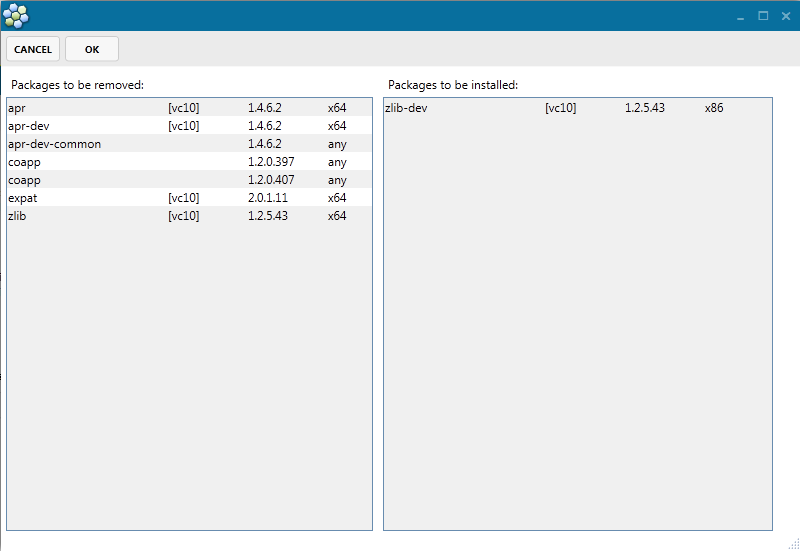 CANCEL OK
Packages to be removed: Packages to be installed:
apr [vc10] 1.4.6.2 x64
apr-dev [vc10] 1.4.6.2 x64
apr-dev-common 1.4.6.2 any
coapp 1.2.0.397 any
coapp 1.2.0.407 any
expat [vc10] 2.0.1.11 x64
zlib [vc10] 1.2.5.43 x64
zlib-dev [vc10] 1.2.5.43 x86